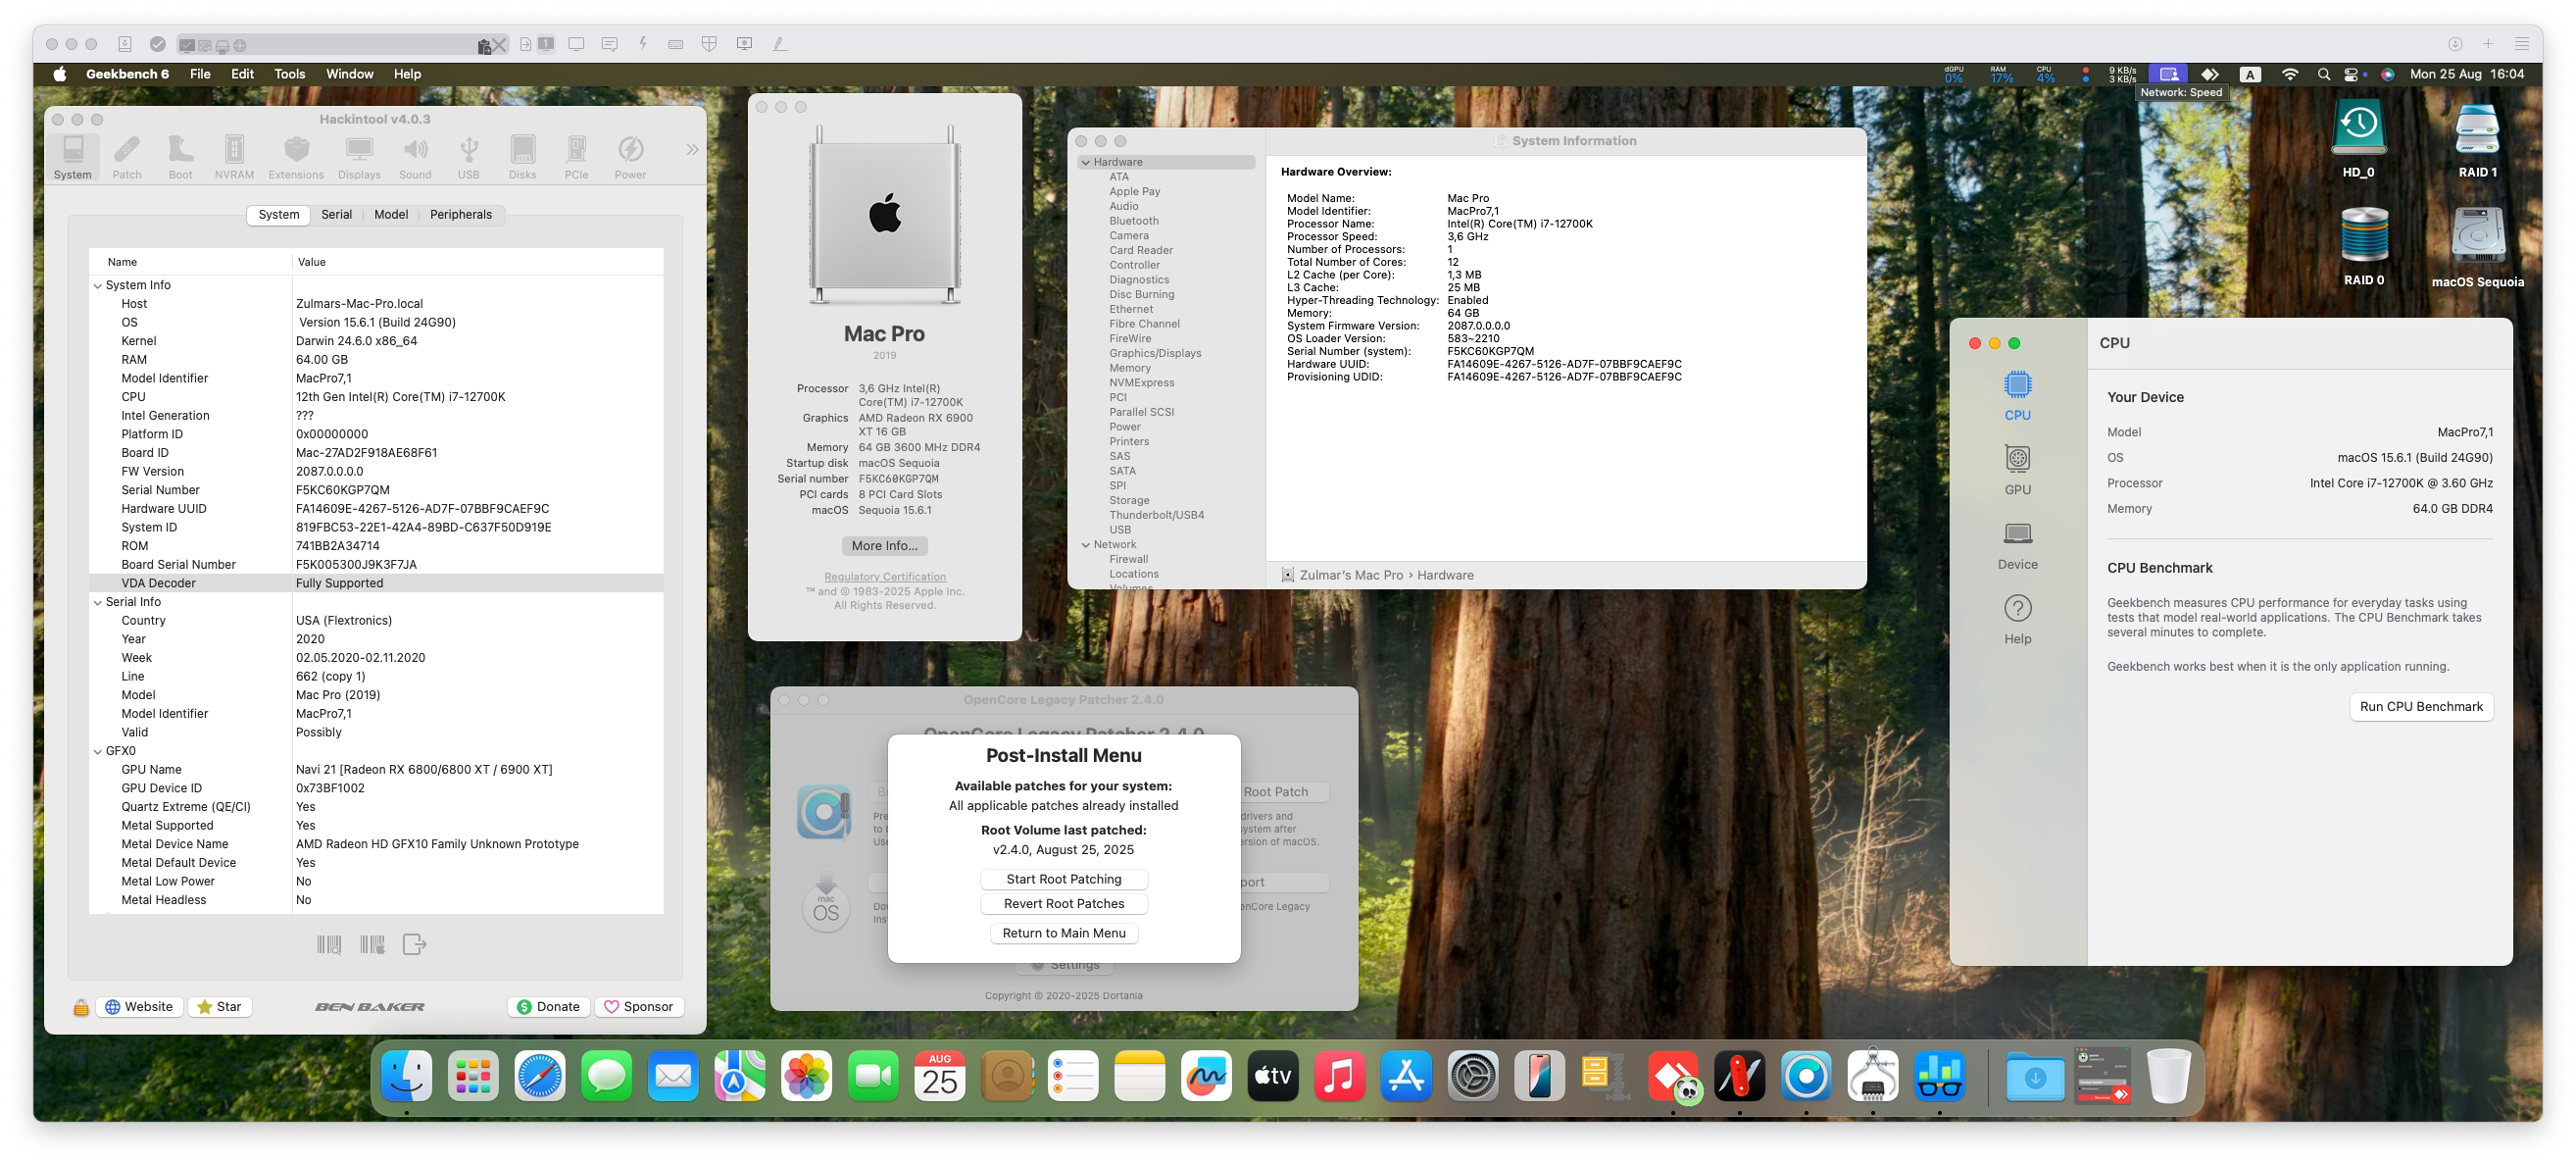 Geekbench 6 File Edit Tools Window Help
dGPU 0% RAM 17% CPU 4% 9 KB/s 3 KB/s A Mon 25 Aug 16:04
Network: Speed
Hackintool v4.0.3
System Patch Boot NVRAM Extensions Displays Sound USB Disks PCIe Power
System Serial Model Peripherals
Name Value
System Info
Host Zulmars-Mac-Pro.local
OS Version 15.6.1 (Build 24G90)
Kernel Darwin 24.6.0 x86_64
RAM 64.00 GB
Model Identifier MacPro7,1
CPU 12th Gen Intel(R) Core(TM) i7-12700K
Intel Generation ???
Platform ID 0x00000000
Board ID Mac-27AD2F918AE68F61
FW Version 2087.0.0.0.0
Serial Number F5KC60KGP7QM
Hardware UUID FA14609E-4267-5126-AD7F-07BBF9CAEF9C
System ID 819FBC53-22E1-42A4-89BD-C637F50D919E
ROM 741BB2A34714
Board Serial Number F5K005300J9K3F7JA
VDA Decoder Fully Supported
Serial Info
Country USA (Flextronics)
Year 2020
Week 02.05.2020-02.11.2020
Line 662 (copy 1)
Model Mac Pro (2019)
Model Identifier MacPro7,1
Valid Possibly
GFX0
GPU Name Navi 21 [Radeon RX 6800/6800 XT / 6900 XT]
GPU Device ID 0x73BF1002
Quartz Extreme (QE/CI) Yes
Metal Supported Yes
Metal Device Name AMD Radeon HD GFX10 Family Unknown Prototype
Metal Default Device Yes
Metal Low Power No
Metal Headless No
Website Star BEN BAKER Donate Sponsor
Mac Pro
2019
Processor 3,6 GHz Intel(R)
Core(TM) i7-12700K
Graphics AMD Radeon RX 6900
XT 16 GB
Memory 64 GB 3600 MHz DDR4
Startup disk macOS Sequoia
Serial number F5KC60KGP7QM
PCI cards 8 PCI Card Slots
macOS Sequoia 15.6.1
More Info...
Regulatory Certification
™ and © 1983-2025 Apple Inc.
All Rights Reserved.
System Information
Hardware
ATA
Apple Pay
Audio
Bluetooth
Camera
Card Reader
Controller
Diagnostics
Disc Burning
Ethernet
Fibre Channel
FireWire
Graphics/Displays
Memory
NVMExpress
PCI
Parallel SCSI
Power
Printers
SAS
SATA
SPI
Storage
Thunderbolt/USB4
USB
Network
Firewall
Locations
Volumes
Hardware Overview:
Model Name: Mac Pro
Model Identifier: MacPro7,1
Processor Name: Intel(R) Core(TM) i7-12700K
Processor Speed: 3,6 GHz
Number of Processors: 1
Total Number of Cores: 12
L2 Cache (per Core): 1,3 MB
L3 Cache: 25 MB
Hyper-Threading Technology: Enabled
Memory: 64 GB
System Firmware Version: 2087.0.0.0.0
OS Loader Version: 583~2210
Serial Number (system): F5KC60KGP7QM
Hardware UUID: FA14609E-4267-5126-AD7F-07BBF9CAEF9C
Provisioning UDID: FA14609E-4267-5126-AD7F-07BBF9CAEF9C
Zulmar's Mac Pro › Hardware
HD_0 RAID 1
RAID 0 macOS Sequoia
CPU
GPU
Device
Help
CPU
Your Device
Model MacPro7,1
OS macOS 15.6.1 (Build 24G90)
Processor Intel Core i7-12700K @ 3.60 GHz
Memory 64.0 GB DDR4
CPU Benchmark
Geekbench measures CPU performance for everyday tasks using
tests that model real-world applications. The CPU Benchmark takes
several minutes to complete.
Geekbench works best when it is the only application running.
Run CPU Benchmark
OpenCore Legacy Patcher 2.4.0
OpenCore Legacy Patcher 2.4.0
Root Patch
drivers and
ystem after
ersion of macOS.
port
enCore Legacy
mac
OS
Post-Install Menu
Available patches for your system:
All applicable patches already installed
Root Volume last patched:
v2.4.0, August 25, 2025
Start Root Patching
Revert Root Patches
Return to Main Menu
Settings
Copyright © 2020-2025 Dortania
AUG
25
tv